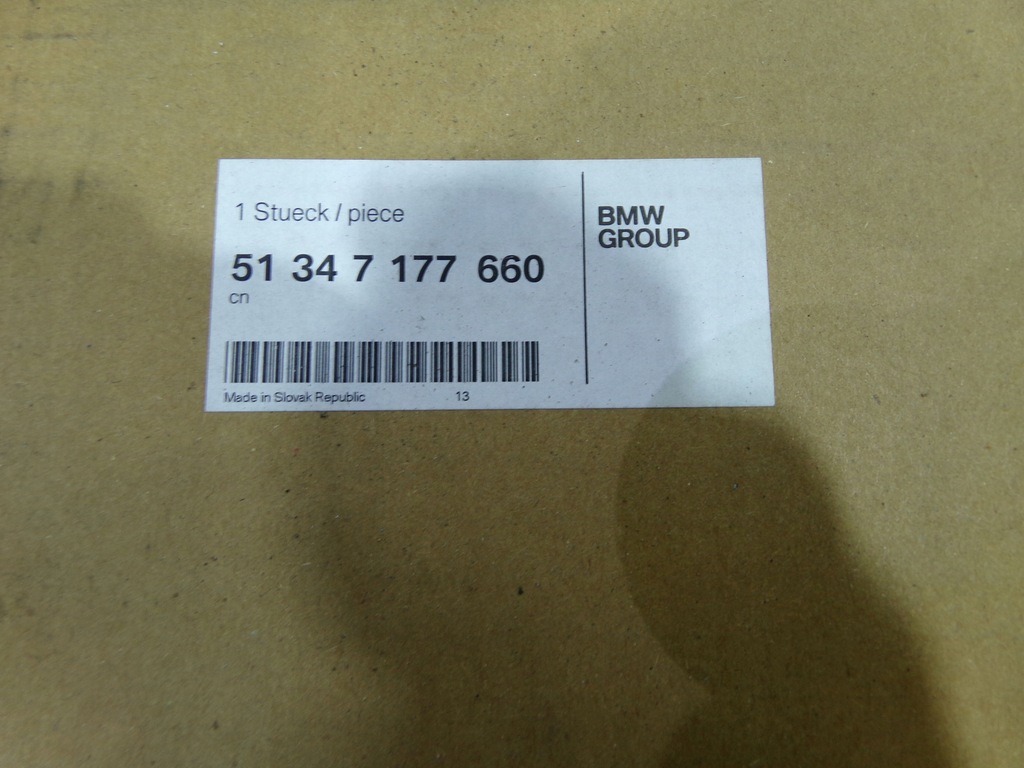 1 Stueck / piece
51 34 7 177 660
cn
Made in Slovak Republic 13
BMW
GROUP